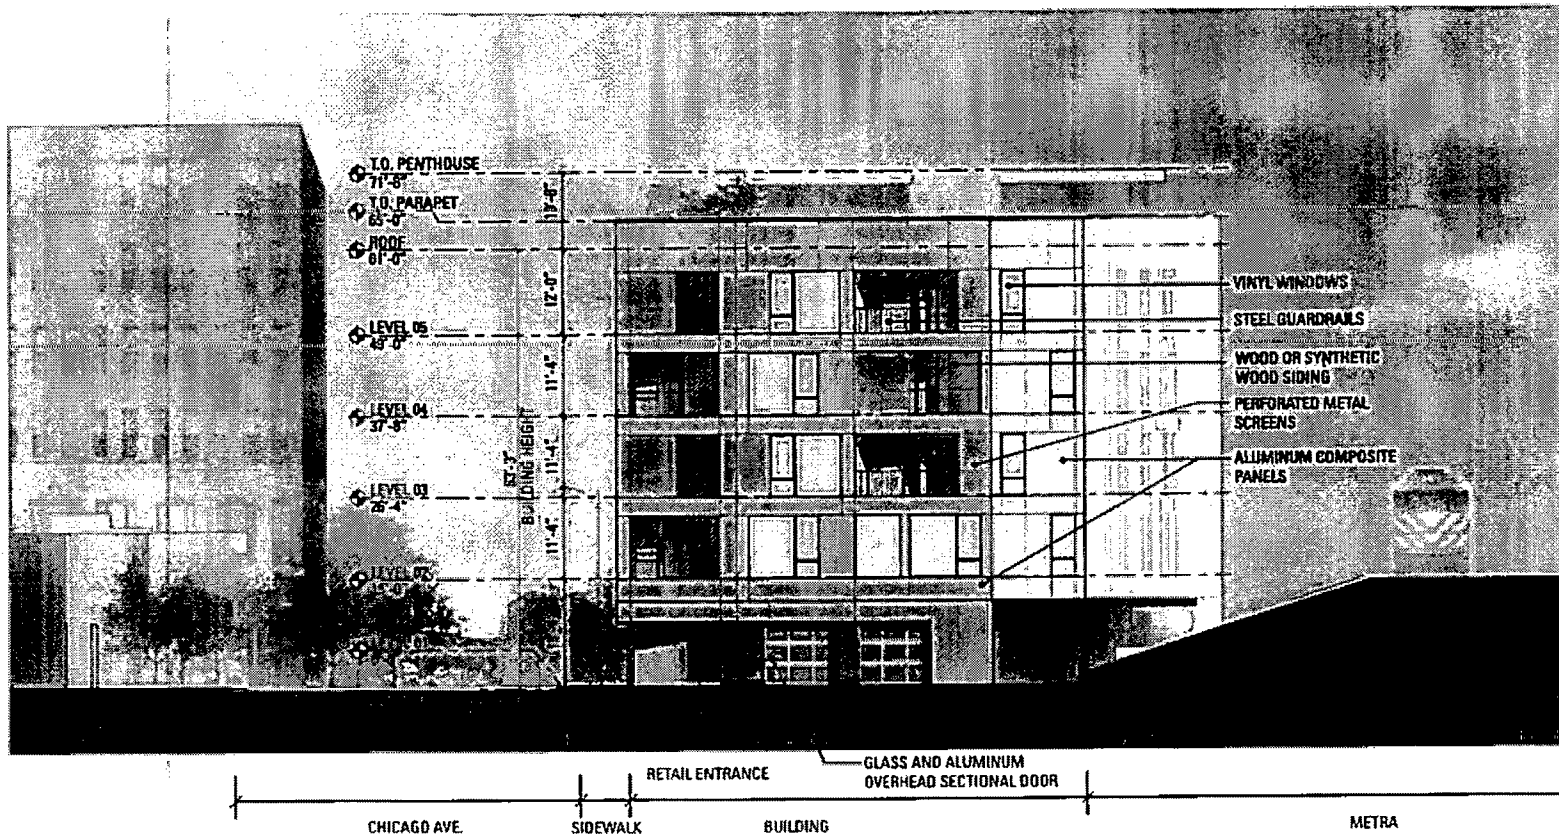 T.O. PENTHOUSE
71'-6"
T.O. PARAPET
65'-0"
ROOF
61'-0"
LEVEL 05
49'-0"
LEVEL 04
37'-8"
LEVEL 03
26'-4"
LEVEL 02
12'-0"
11'-4"
11'-4"
11'-4"
BUILDING HEIGHT
VINYL WINDOWS
STEEL GUARDRAILS
WOOD OR SYNTHETIC
WOOD SIDING
PERFORATED METAL
SCREENS
ALUMINUM COMPOSITE
PANELS
RETAIL ENTRANCE
GLASS AND ALUMINUM
OVERHEAD SECTIONAL DOOR
CHICAGO AVE.
SIDEWALK
BUILDING
METRA